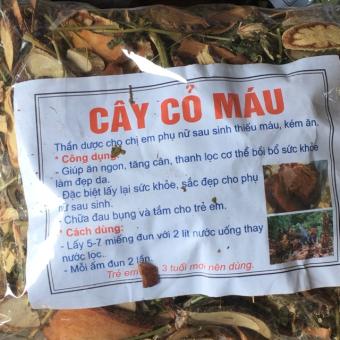 CÂY CỎ MÁU
Thần dược cho chị em phụ nữ sau sinh thiếu máu, kém ăn.
* Công dụng
- Giúp ăn ngon, tăng cần, thanh lọc cơ thể bồi bổ sức khỏe
làm đẹp da.
- Đặc biệt lấy lại sức khỏe, sắc đẹp cho phụ
nữ sau sinh.
- Chữa đau bụng và tắm cho trẻ em.
* Cách dùng:
- Lấy 5-7 miếng đun với 2 lít nước uống thay
nước lọc.
- Mỗi ấm đun 2 lần.
Trẻ em 3 tuổi mới nên dùng.